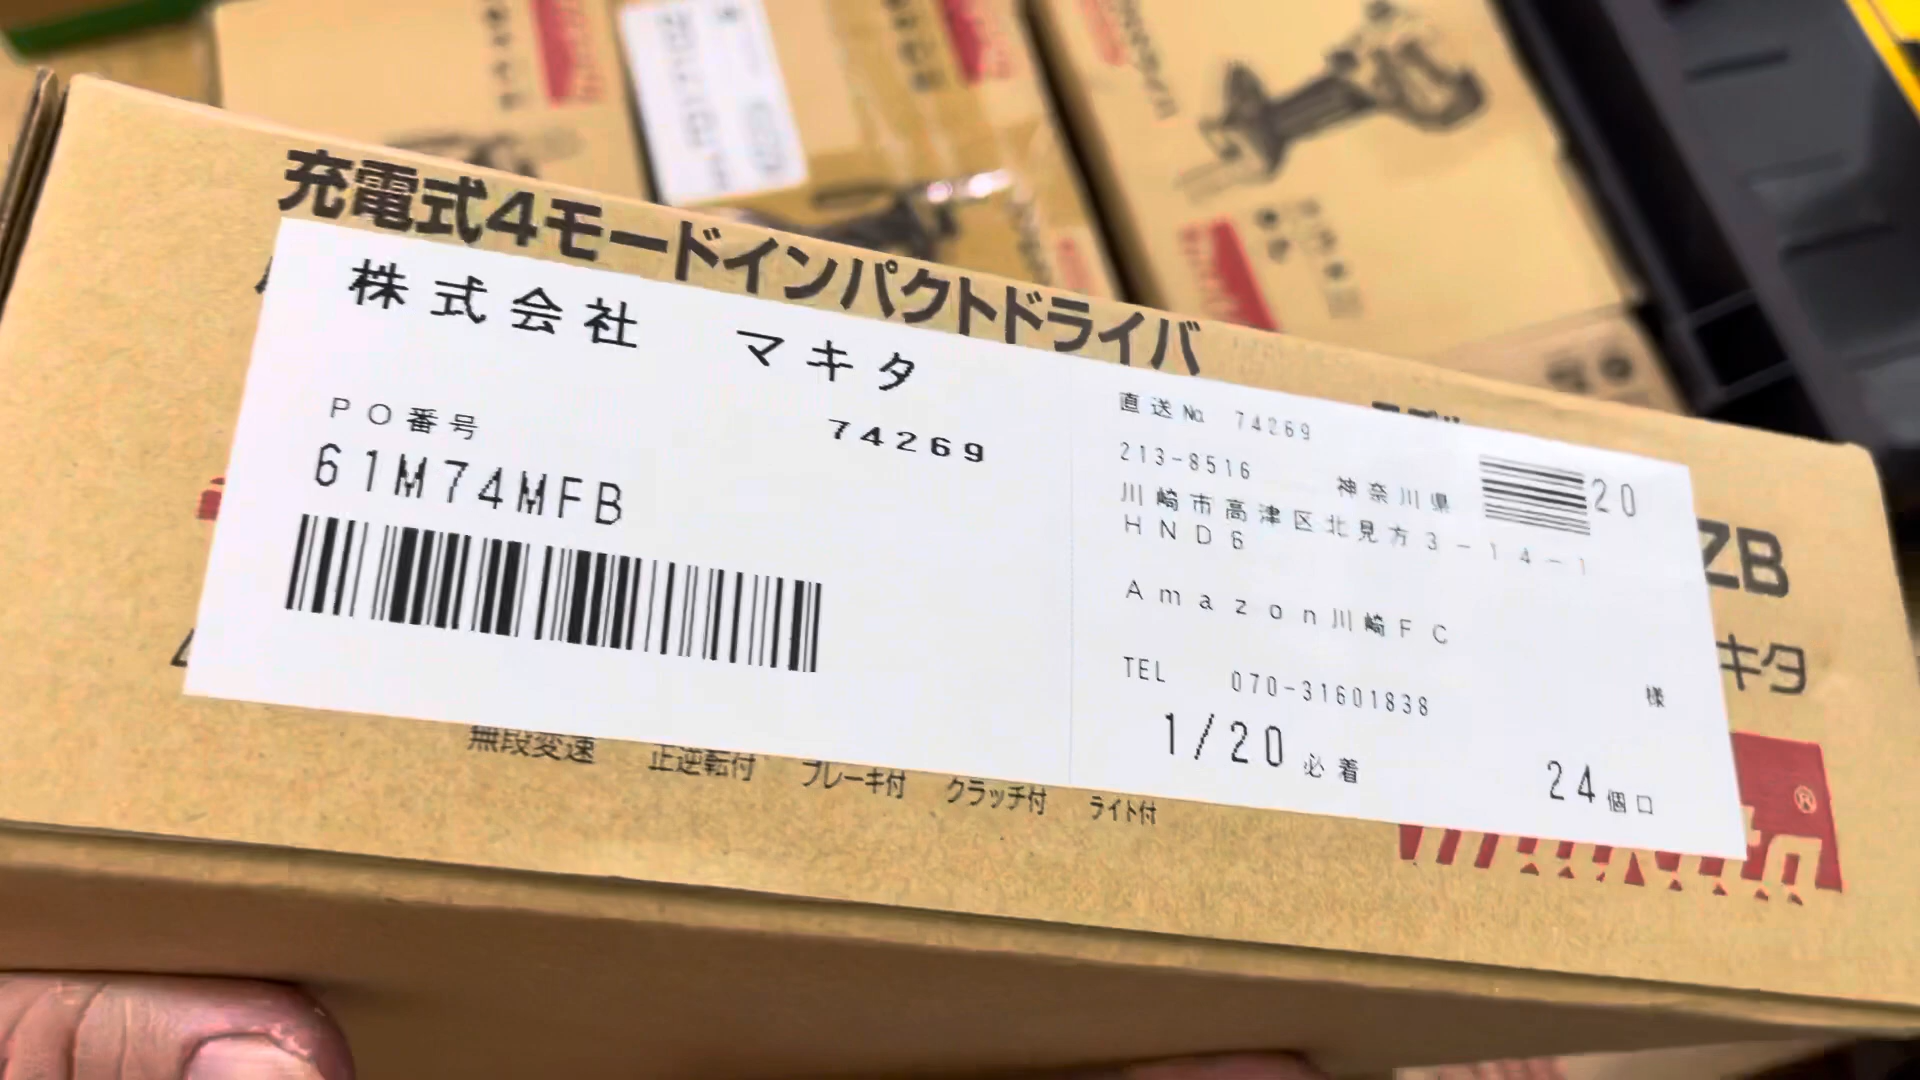 充電式4モードインパクトドライバ
株式会社 マキタ
PO番号 74269
61M74MFB
直送№ 74269
213-8516 神奈川県
川崎市高津区北見方3-14-1
HND6
20
Amazon川崎FC
TEL 070-31601838
様
1/20必着
24個口
ZB
キタ
無段変速 正逆転付 ブレーキ付 クラッチ付 ライト付
®